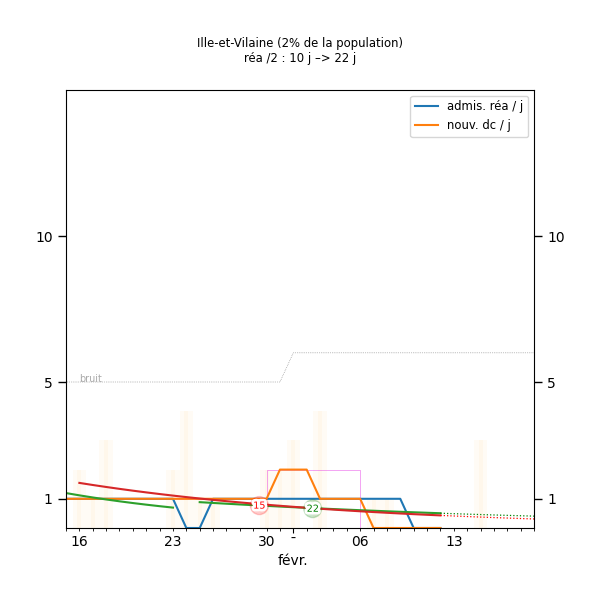 Ille-et-Vilaine (2% de la population)
réa /2 : 10 j –> 22 j
admis. réa / j
nouv. dc / j
10
10
bruit
5
5
1
1
15
22
16
23
30
-
06
13
févr.